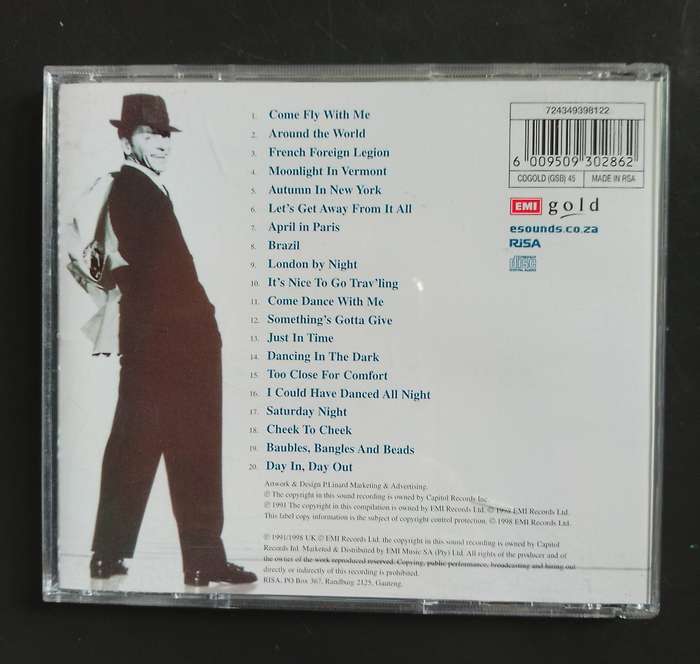 1. Come Fly With Me
2. Around the World
3. French Foreign Legion
4. Moonlight In Vermont
5. Autumn in New York
6. Let's Get Away From It All
7. April in Paris
8. Brazil
9. London by Night
10. It's Nice To Go Trav'ling
11. Come Dance With Me
12. Something's Gotta Give
13. Just In Time
14. Dancing In The Dark
15. Too Close For Comfort
16. I Could Have Danced All Night
17. Saturday Night
18. Cheek To Cheek
19. Baubles, Bangles And Beads
20. Day In, Day Out
724349398122
6 009509 302862
CDGOLD (GSB) 45 MADE IN RSA
EMI gold
esounds.co.za
RiSA
COMPACT
disc
DIGITAL AUDIO
Artwork & Design P.Linard Marketing & Advertising.
℗ The copyright in this sound recording is owned by Capitol Records Inc.
℗ 1991 The copyright in this compilation is owned by EMI Records Ltd. © 1998 EMI Records Ltd.
This label copy information is the subject of copyright control protection. © 1998 EMI Records Ltd.
℗ 1991/1998 UK ℗ EMI Records Ltd. the copyright in this sound recording is owned by Capitol
Records Inl. Marketed & Distributed by EMI Music SA (Pty) Ltd. All rights of the producer and of
the owner of the work reproduced reserved. Copying, public performance, broadcasting and hiring out
directly or indirectly of this recording is prohibited.
RISA, PO Box 367, Randburg 2125, Gauteng.